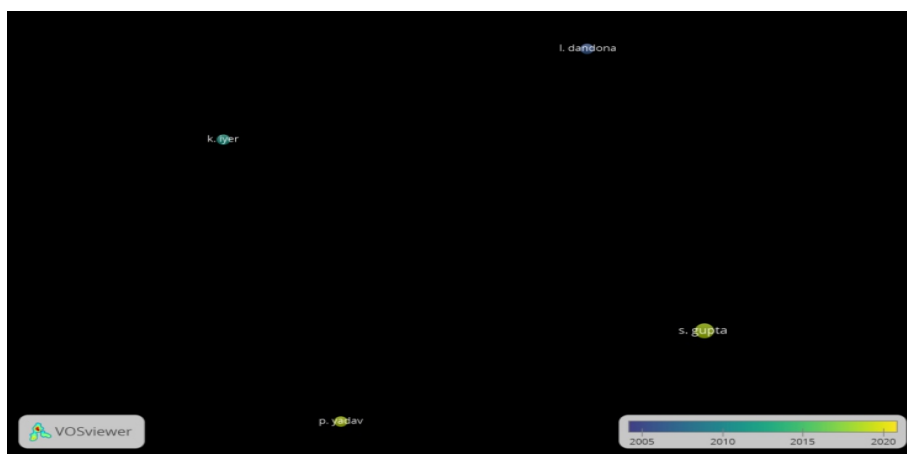 l. dandona
k. iyer
s. gupta
p. yadav
VOSviewer
2005 2010 2015 2020